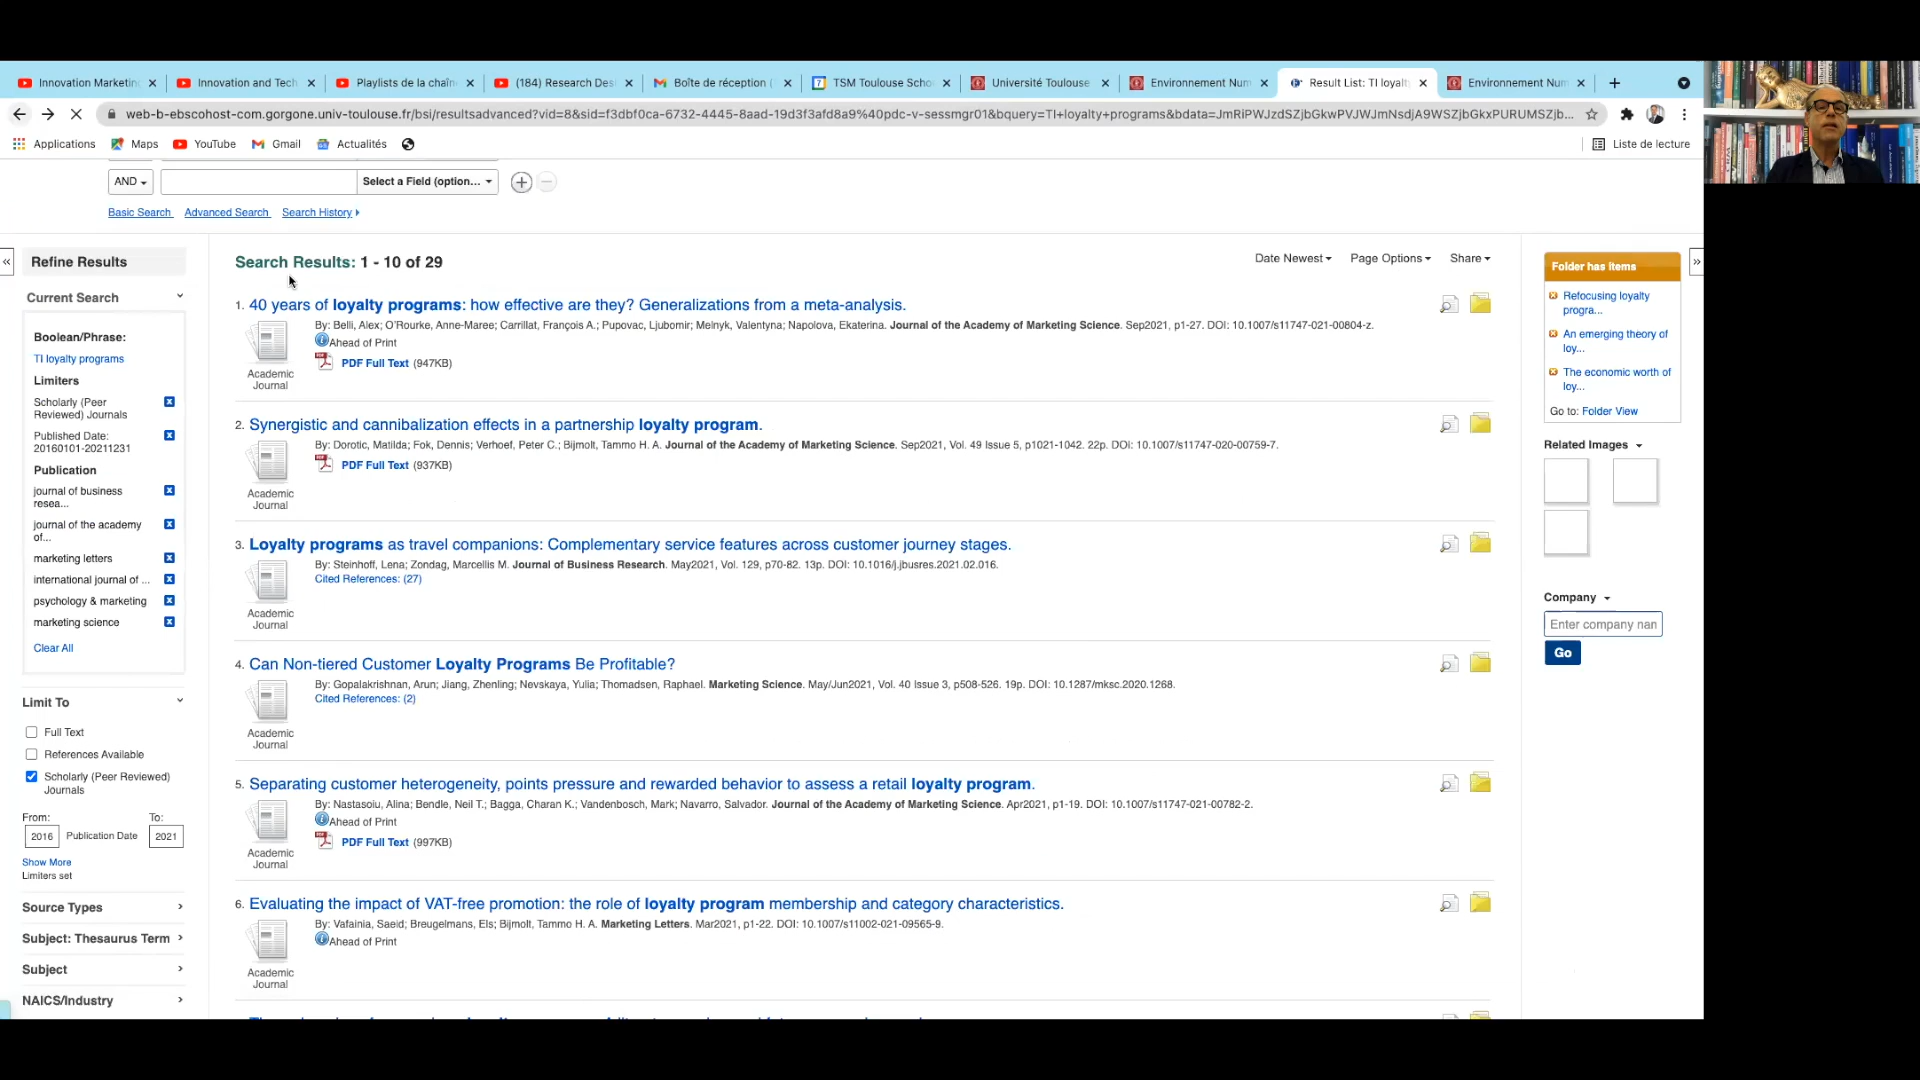 Innovation Marketin
Innovation and Tech
Playlists de la chaîn
(184) Research Des
Boîte de réception (
TSM Toulouse Scho
Université Toulouse
Environnement Num
Result List: TI loyalt
Environnement Num
web-b-ebscohost-com.gorgone.univ-toulouse.fr/bsi/resultsadvanced?vid=8&sid=f3dbf0ca-6732-4445-8aad-19d3f3afd8a9%40pdc-v-sessmgr01&bquery=TI+loyalty+programs&bdata=JmRiPWJzdSZjbGkwPVJWJmNsdjA9WSZjbGkxPURUMSZjb...
Applications
Maps
YouTube
Gmail
Actualités
Liste de lecture
AND
Select a Field (option...
Basic Search
Advanced Search
Search History
Refine Results
Current Search
Boolean/Phrase:
TI loyalty programs
Limiters
Scholarly (Peer
Reviewed) Journals
Published Date:
20160101-20211231
Publication
journal of business
resea...
journal of the academy
of...
marketing letters
international journal of ...
psychology & marketing
marketing science
Clear All
Limit To
Full Text
References Available
Scholarly (Peer Reviewed)
Journals
From:
To:
2016
Publication Date
2021
Show More
Limiters set
Source Types
Subject: Thesaurus Term
Subject
NAICS/Industry
Search Results: 1 - 10 of 29
Date Newest
Page Options
Share
1. 40 years of loyalty programs: how effective are they? Generalizations from a meta-analysis.
By: Belli, Alex; O'Rourke, Anne-Maree; Carrillat, François A.; Pupovac, Ljubomir; Melnyk, Valentyna; Napolova, Ekaterina. Journal of the Academy of Marketing Science. Sep2021, p1-27. DOI: 10.1007/s11747-021-00804-z.
Ahead of Print
PDF Full Text (947KB)
Academic
Journal
2. Synergistic and cannibalization effects in a partnership loyalty program.
By: Dorotic, Matilda; Fok, Dennis; Verhoef, Peter C.; Bijmolt, Tammo H. A. Journal of the Academy of Marketing Science. Sep2021, Vol. 49 Issue 5, p1021-1042. 22p. DOI: 10.1007/s11747-020-00759-7.
PDF Full Text (937KB)
Academic
Journal
3. Loyalty programs as travel companions: Complementary service features across customer journey stages.
By: Steinhoff, Lena; Zondag, Marcellis M. Journal of Business Research. May2021, Vol. 129, p70-82. 13p. DOI: 10.1016/j.jbusres.2021.02.016.
Cited References: (27)
Academic
Journal
4. Can Non-tiered Customer Loyalty Programs Be Profitable?
By: Gopalakrishnan, Arun; Jiang, Zhenling; Nevskaya, Yulia; Thomadsen, Raphael. Marketing Science. May/Jun2021, Vol. 40 Issue 3, p508-526. 19p. DOI: 10.1287/mksc.2020.1268.
Cited References: (2)
Academic
Journal
5. Separating customer heterogeneity, points pressure and rewarded behavior to assess a retail loyalty program.
By: Nastasoiu, Alina; Bendle, Neil T.; Bagga, Charan K.; Vandenbosch, Mark; Navarro, Salvador. Journal of the Academy of Marketing Science. Apr2021, p1-19. DOI: 10.1007/s11747-021-00782-2.
Ahead of Print
PDF Full Text (997KB)
Academic
Journal
6. Evaluating the impact of VAT-free promotion: the role of loyalty program membership and category characteristics.
By: Vafainia, Saeid; Breugelmans, Els; Bijmolt, Tammo H. A. Marketing Letters. Mar2021, p1-22. DOI: 10.1007/s11002-021-09565-9.
Ahead of Print
Academic
Journal
Folder has items
Refocusing loyalty
progra...
An emerging theory of
loy...
The economic worth of
loy...
Go to: Folder View
Related Images
Company
Enter company nan
Go